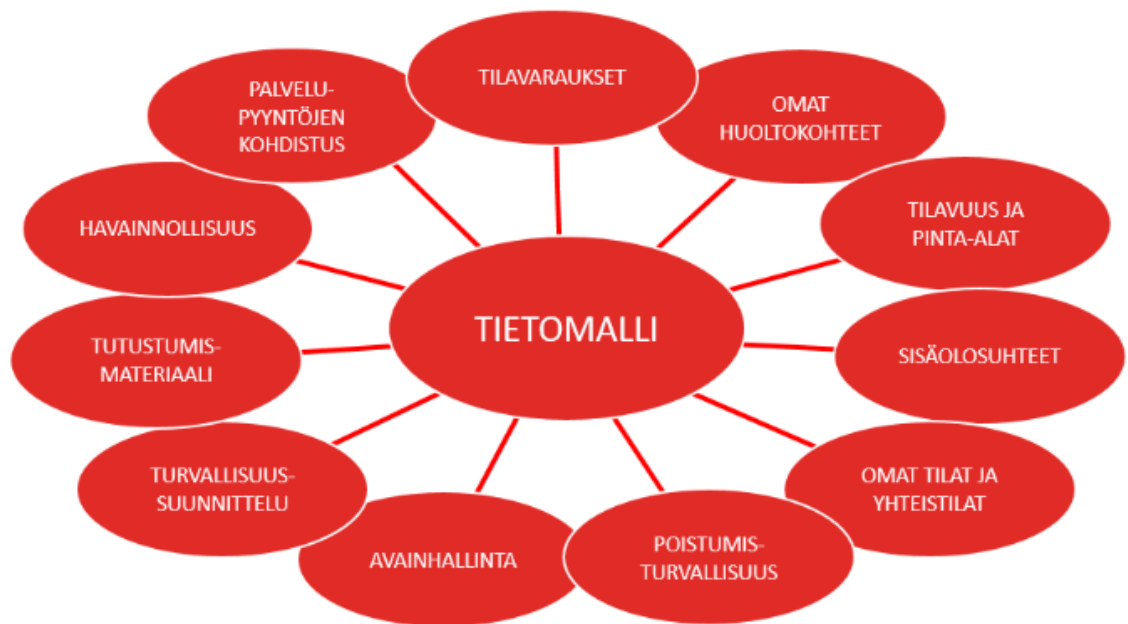 TILAVARAUKSET
OMAT
HUOLTOKOHTEET
TILAVUUS JA
PINTA-ALAT
SISÄOLOSUHTEET
OMAT TILAT JA
YHTEISTILAT
POISTUMIS-
TURVALLISUUS
AVAINHALLINTA
TURVALLISUUS-
SUUNNITTELU
TUTUSTUMIS-
MATERIAALI
HAVAINNOLLISUUS
PALVELU-
PYYNTÖJEN
KOHDISTUS
TIETOMALLI